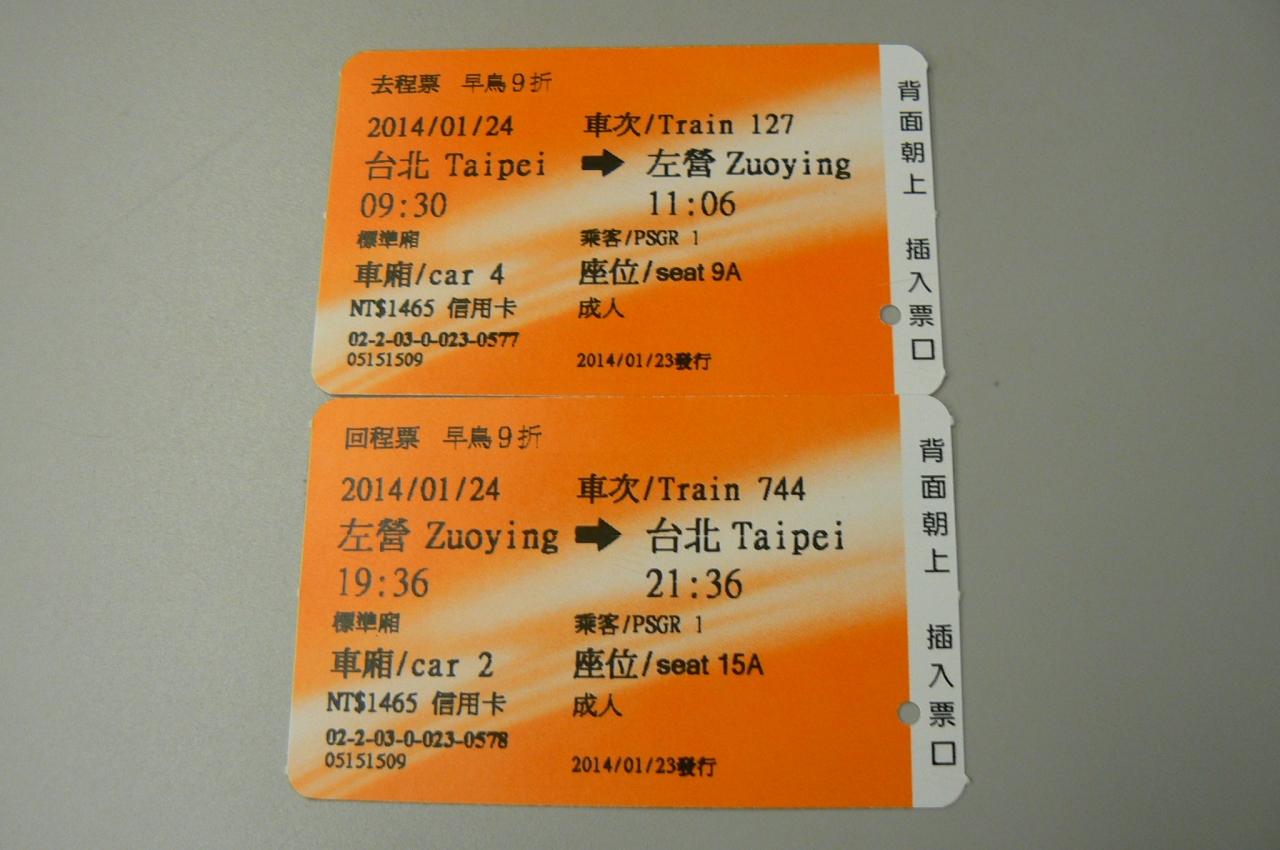 去程票 早鳥9折
2014/01/24 車次/Train 127
台北 Taipei ➡ 左營 Zuoying
09:30 11:06
標準廂 乘客/PSGR 1
車廂/car 4 座位/seat 9A
NT$1465 信用卡 成人
02-2-03-0-023-0577
05151509 2014/01/23發行
背面朝上 插入票口
回程票 早鳥9折
2014/01/24 車次/Train 744
左營 Zuoying ➡ 台北 Taipei
19:36 21:36
標準廂 乘客/PSGR 1
車廂/car 2 座位/seat 15A
NT$1465 信用卡 成人
02-2-03-0-023-0578
05151509 2014/01/23發行
背面朝上 插入票口